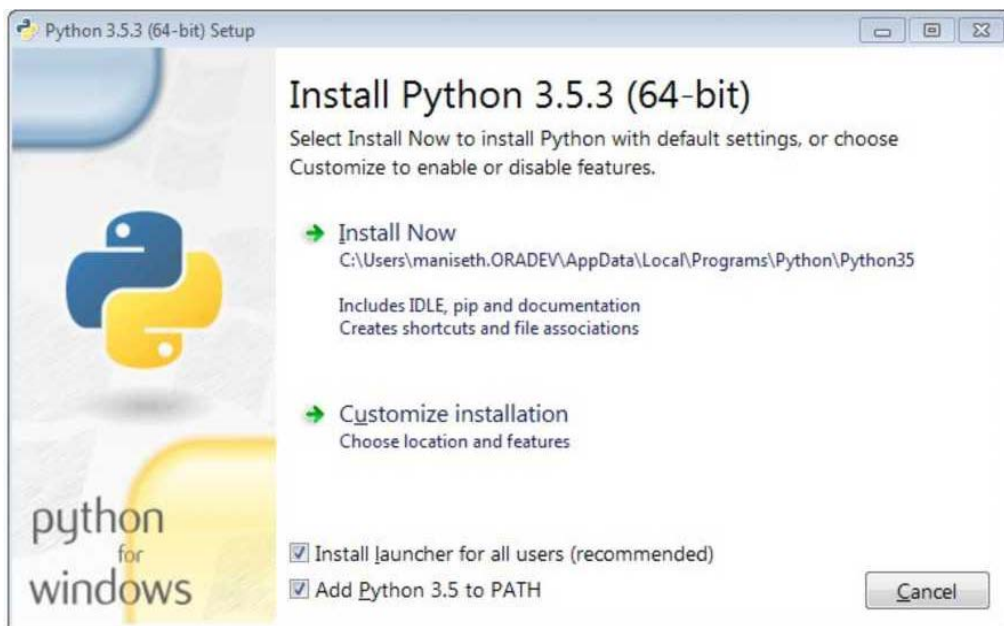 Python 3.5.3 (64-bit) Setup
Install Python 3.5.3 (64-bit)
Select Install Now to install Python with default settings, or choose
Customize to enable or disable features.
Install Now
C:\Users\maniseth.ORADEV\AppData\Local\Programs\Python\Python35
Includes IDLE, pip and documentation
Creates shortcuts and file associations
Customize installation
Choose location and features
python
for
windows
Install launcher for all users (recommended)
Add Python 3.5 to PATH
Cancel